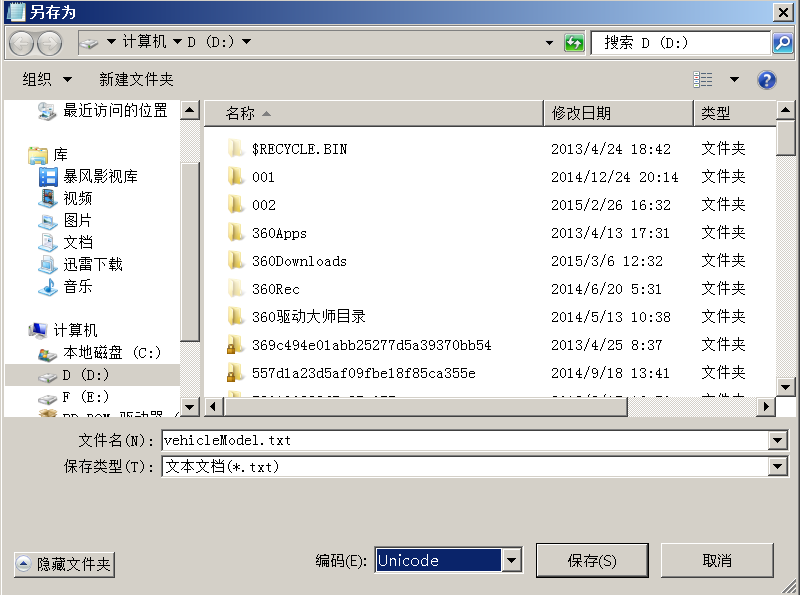 另存为
计算机 D (D:)
搜索 D (D:)
组织 新建文件夹
最近访问的位置
库
暴风影视库
视频
图片
文档
迅雷下载
音乐
计算机
本地磁盘 (C:)
D (D:)
F (E:)
名称 修改日期 类型
$RECYCLE.BIN 2013/4/24 18:42 文件夹
001 2014/12/24 20:14 文件夹
002 2015/2/26 16:32 文件夹
360Apps 2013/4/13 17:31 文件夹
360Downloads 2015/3/6 12:32 文件夹
360Rec 2014/6/20 5:31 文件夹
360驱动大师目录 2014/5/13 10:38 文件夹
369c494e01abb25277d5a39370bb54 2013/4/25 8:37 文件夹
557d1a23d5af09fbe18f85ca355e 2014/9/18 13:41 文件夹
文件名(N): vehicleModel.txt
保存类型(T): 文本文档(*.txt)
隐藏文件夹 编码(E): Unicode 保存(S) 取消